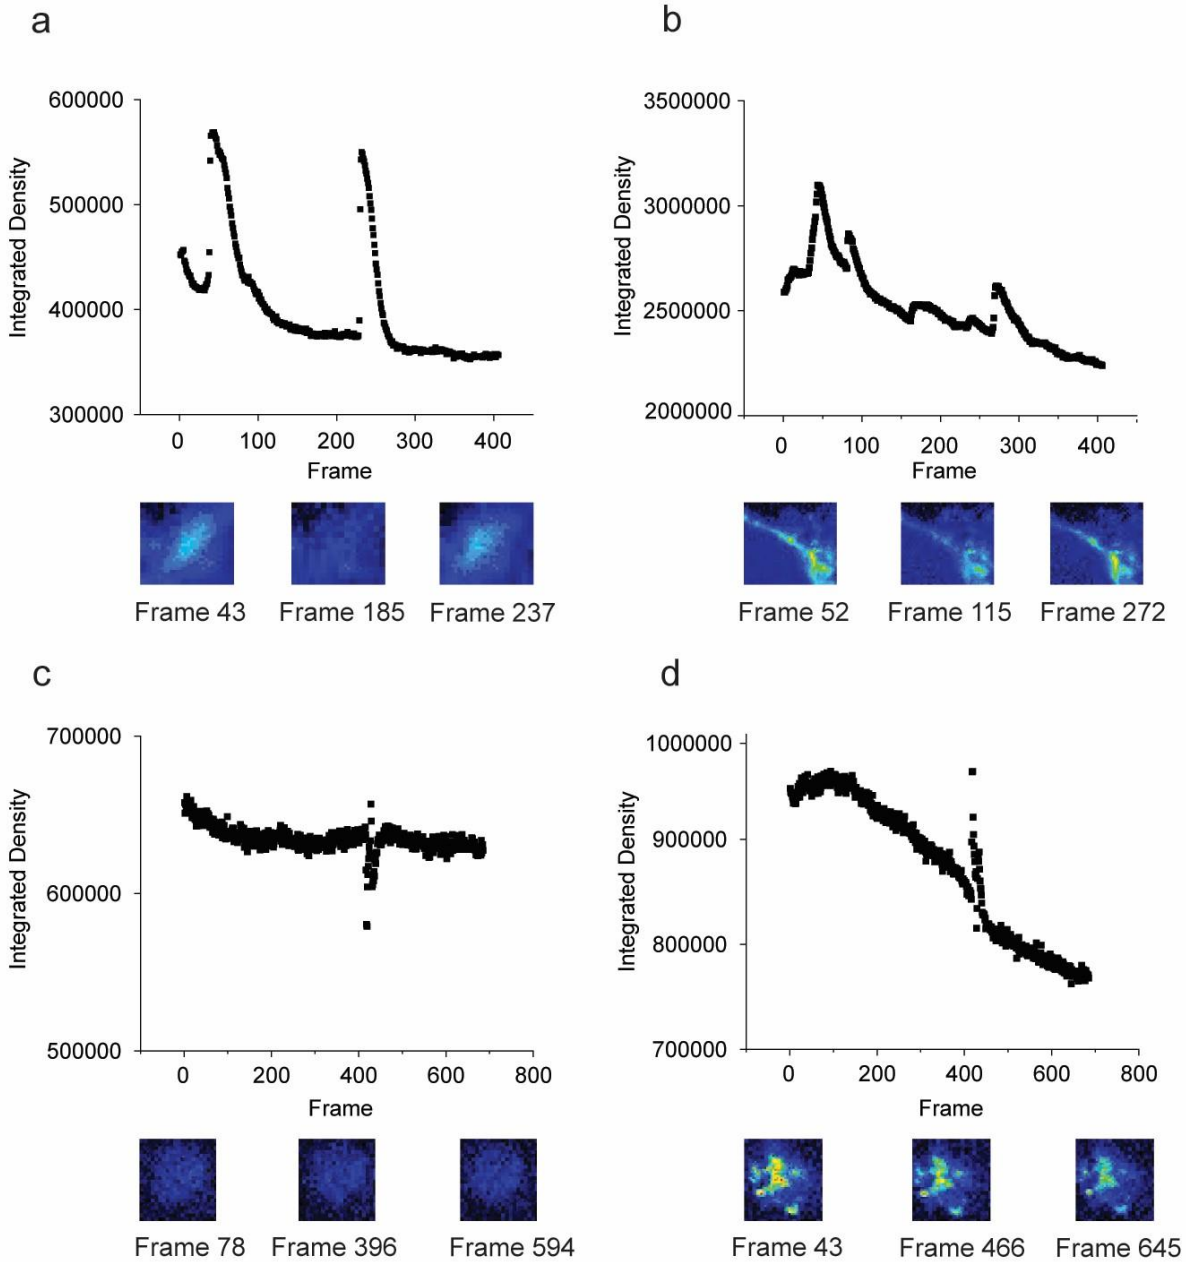 a
600000
500000
400000
300000
Integrated Density
0 100 200 300 400
Frame
Frame 43 Frame 185 Frame 237
b
3500000
3000000
2500000
2000000
Integrated Density
0 100 200 300 400
Frame
Frame 52 Frame 115 Frame 272
c
700000
600000
500000
Integrated Density
0 200 400 600 800
Frame
Frame 78 Frame 396 Frame 594
d
1000000
900000
800000
700000
Integrated Density
0 200 400 600 800
Frame
Frame 43 Frame 466 Frame 645